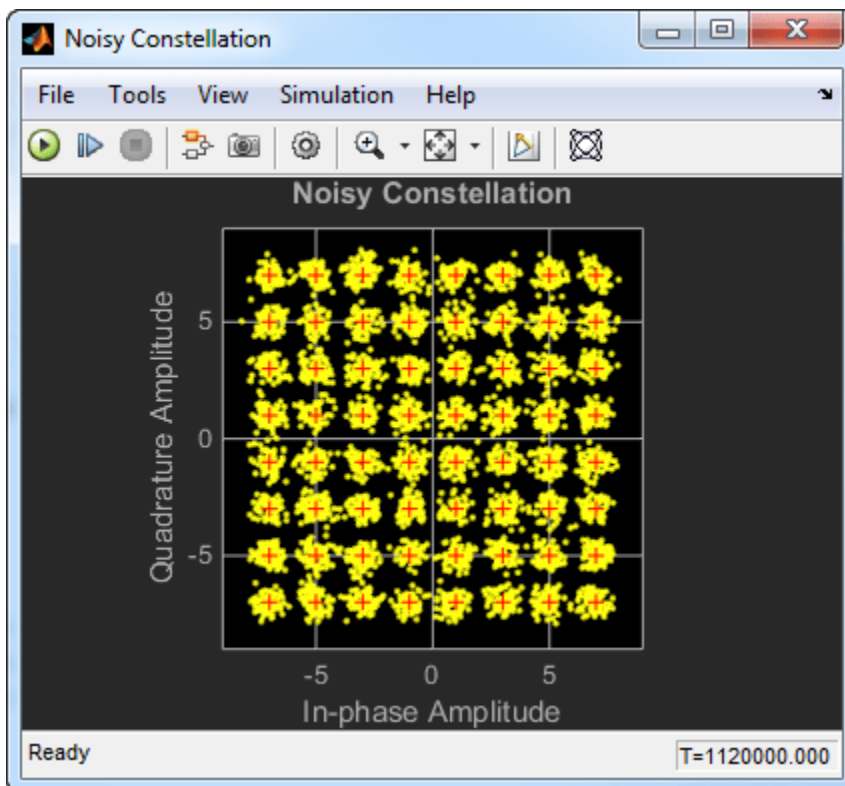 Noisy Constellation
File Tools View Simulation Help
Noisy Constellation
Quadrature Amplitude
5
0
-5
-5 0 5
In-phase Amplitude
Ready T=1120000.000